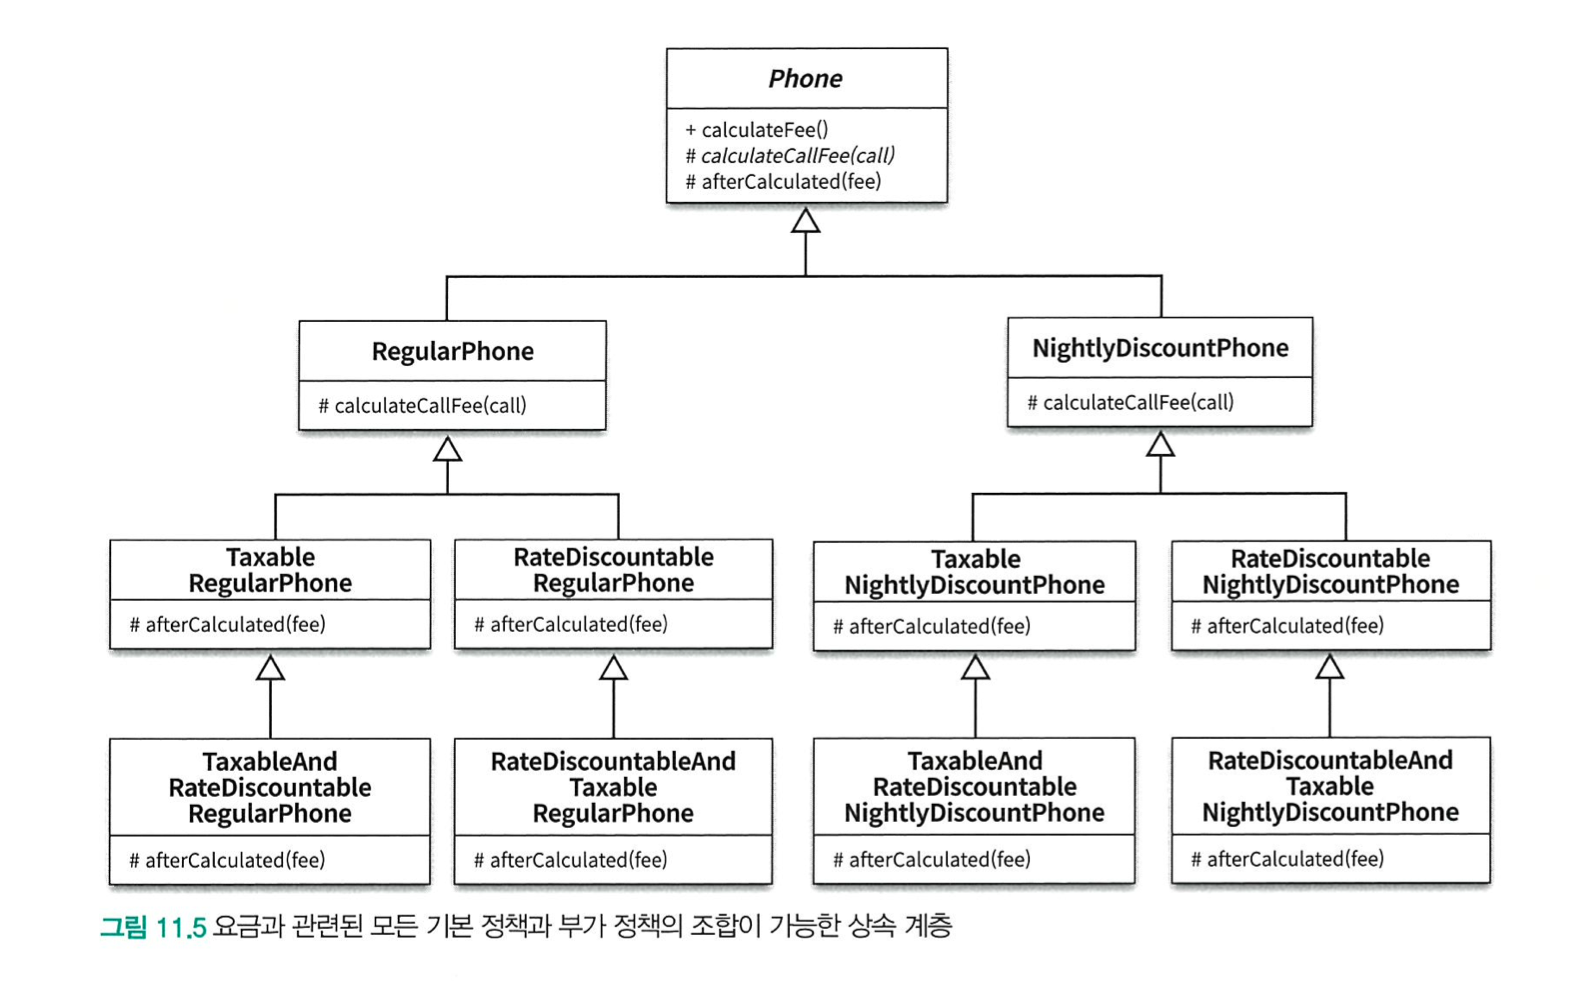 Phone
+ calculateFee()
# calculateCallFee(call)
# afterCalculated(fee)
RegularPhone
# calculateCallFee(call)
NightlyDiscountPhone
# calculateCallFee(call)
Taxable
RegularPhone
# afterCalculated(fee)
RateDiscountable
RegularPhone
# afterCalculated(fee)
Taxable
NightlyDiscountPhone
# afterCalculated(fee)
RateDiscountable
NightlyDiscountPhone
# afterCalculated(fee)
TaxableAnd
RateDiscountable
RegularPhone
# afterCalculated(fee)
RateDiscountableAnd
Taxable
RegularPhone
# afterCalculated(fee)
TaxableAnd
RateDiscountable
NightlyDiscountPhone
# afterCalculated(fee)
RateDiscountableAnd
Taxable
NightlyDiscountPhone
# afterCalculated(fee)
그림 11.5 요금과 관련된 모든 기본 정책과 부가 정책의 조합이 가능한 상속 계층